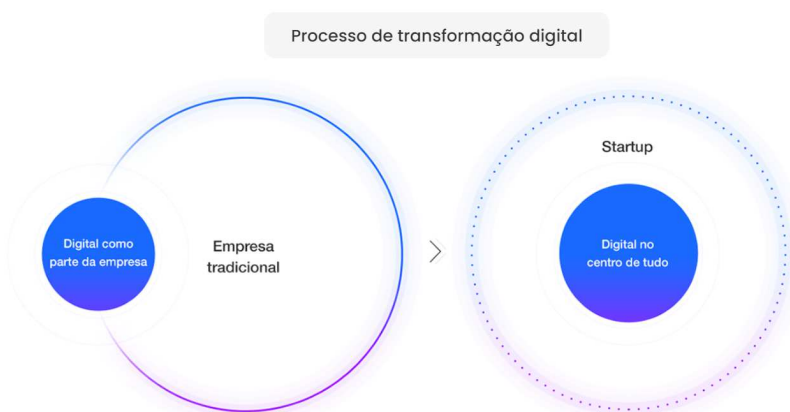 Processo de transformação digital
Startup
Digital como
parte da empresa
Empresa
tradicional
Digital no
centro de tudo